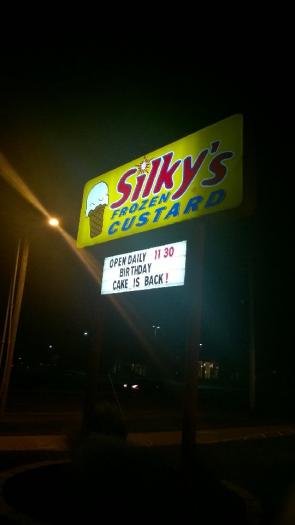 Silky's
FROZEN
CUSTARD
OPEN DAILY 11 30
BIRTHDAY
CAKE IS BACK!